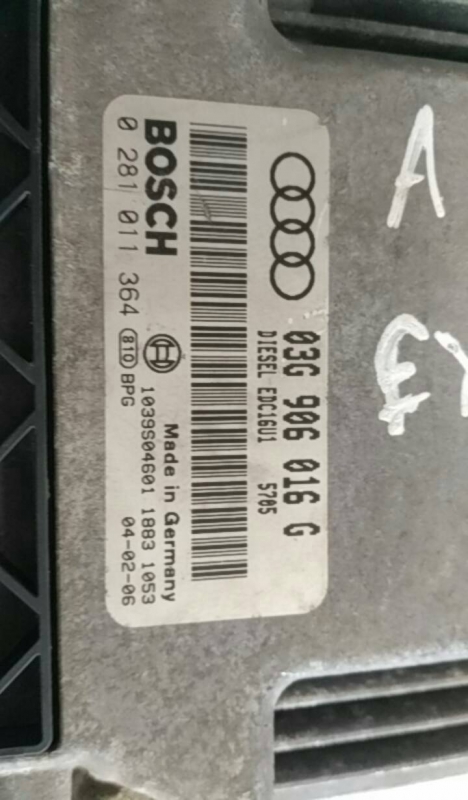 03G 906 016 G
DIESEL EDC16U1 5705
Made in Germany
BOSCH
1039S04601 1883 1053
0 281 011 364 810 BPG 04-02-06